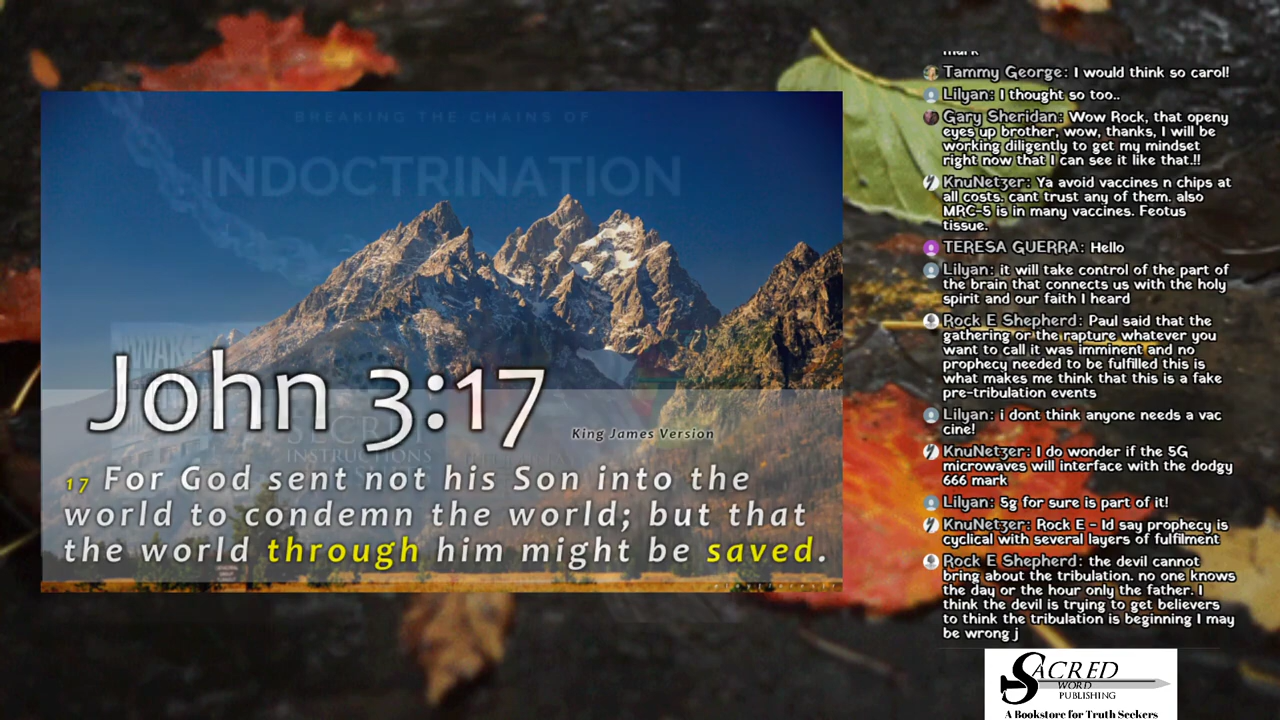 BREAKING THE CHAINS OF
INDOCTRINATION
AWAKE
SECRET
INSTRUCTIONS
John 3:17
King James Version
17 For God sent not his Son into the
world to condemn the world; but that
the world through him might be saved.
mark
Tammy George: I would think so carol!
Lilyan: I thought so too..
Gary Sheridan: Wow Rock, that openy
eyes up brother, wow, thanks, I will be
working diligently to get my mindset
right now that I can see it like that.!!
KnuNetʒer: Ya avoid vaccines n chips at
all costs. cant trust any of them. also
MRC-5 is in many vaccines. Feotus
tissue.
TERESA GUERRA: Hello
Lilyan: it will take control of the part of
the brain that connects us with the holy
spirit and our faith I heard
Rock E Shepherd: Paul said that the
gathering or the rapture whatever you
want to call it was imminent and no
prophecy needed to be fulfilled this is
what makes me think that this is a fake
pre-tribulation events
Lilyan: i dont think anyone needs a vac
cine!
KnuNetʒer: I do wonder if the 5G
microwaves will interface with the dodgy
666 mark
Lilyan: 5g for sure is part of it!
KnuNetʒer: Rock E - Id say prophecy is
cyclical with several layers of fulfilment
Rock E Shepherd: the devil cannot
bring about the tribulation. no one knows
the day or the hour only the father. I
think the devil is trying to get believers
to think the tribulation is beginning I may
be wrong j
SACRED
WORD
PUBLISHING
A Bookstore for Truth Seekers